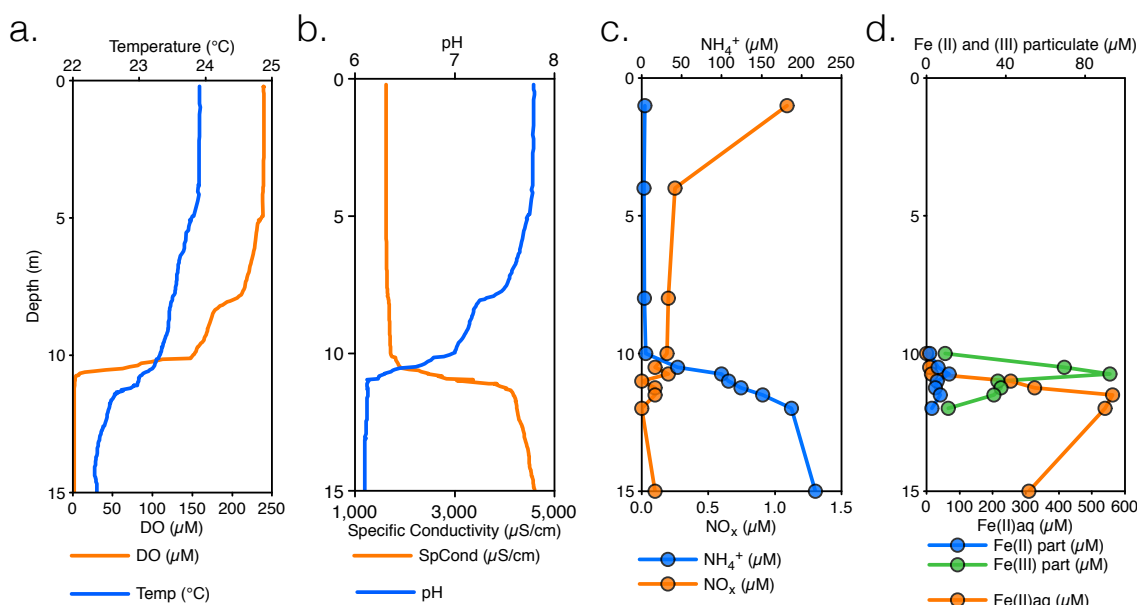 a.
Temperature (°C)
22 23 24 25
0
5
10
15
Depth (m)
0 50 100 150 200 250
DO (µM)
DO (µM)
Temp (°C)
b.
pH
6 7 8
0
5
10
15
1,000 3,000 5,000
Specific Conductivity (µS/cm)
SpCond (µS/cm)
pH
c.
NH₄⁺
(µM)
0 50 100 150 200 250
0
5
10
15
0.0 0.5 1.0 1.5
NOₓ (µM)
NH₄⁺ (µM)
NOₓ (µM)
d.
Fe (II) and (III) particulate (µM)
0 40 80
0
5
10
15
0 100 200 300 400 500 600
Fe(II)aq (µM)
Fe(II) part (µM)
Fe(III) part (µM)
Fe(II)aq (µM)